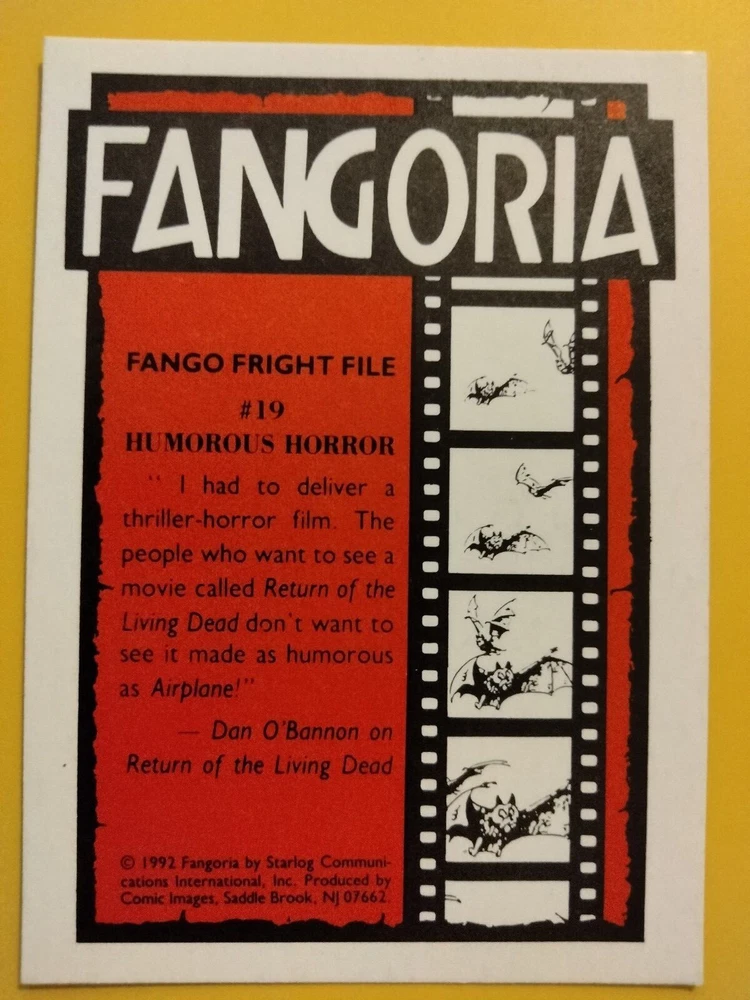 FANGORIA
FANGO FRIGHT FILE
#19
HUMOROUS HORROR
" I had to deliver a
thriller-horror film. The
people who want to see a
movie called Return of the
Living Dead don't want to
see it made as humorous
as Airplane!"
— Dan O'Bannon on
Return of the Living Dead
© 1992 Fangoria by Starlog Communi-
cations International, Inc. Produced by
Comic Images, Saddle Brook, NJ 07662.